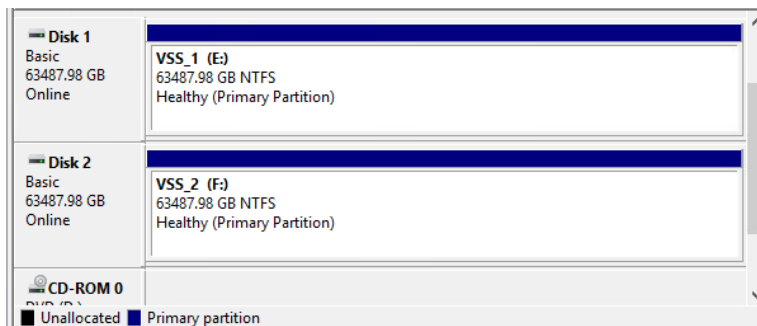 Disk 1
Basic
63487.98 GB
Online
VSS_1 (E:)
63487.98 GB NTFS
Healthy (Primary Partition)
Disk 2
Basic
63487.98 GB
Online
VSS_2 (F:)
63487.98 GB NTFS
Healthy (Primary Partition)
CD-ROM 0
Unallocated Primary partition